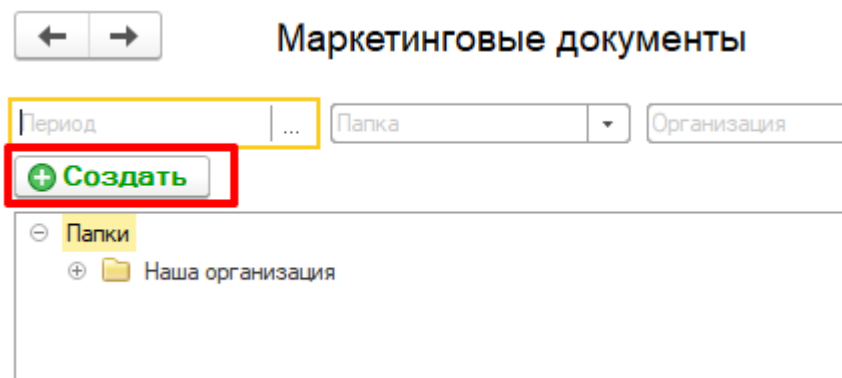 Маркетинговые документы
Период ... Папка Организация
Создать
Папки
Наша организация